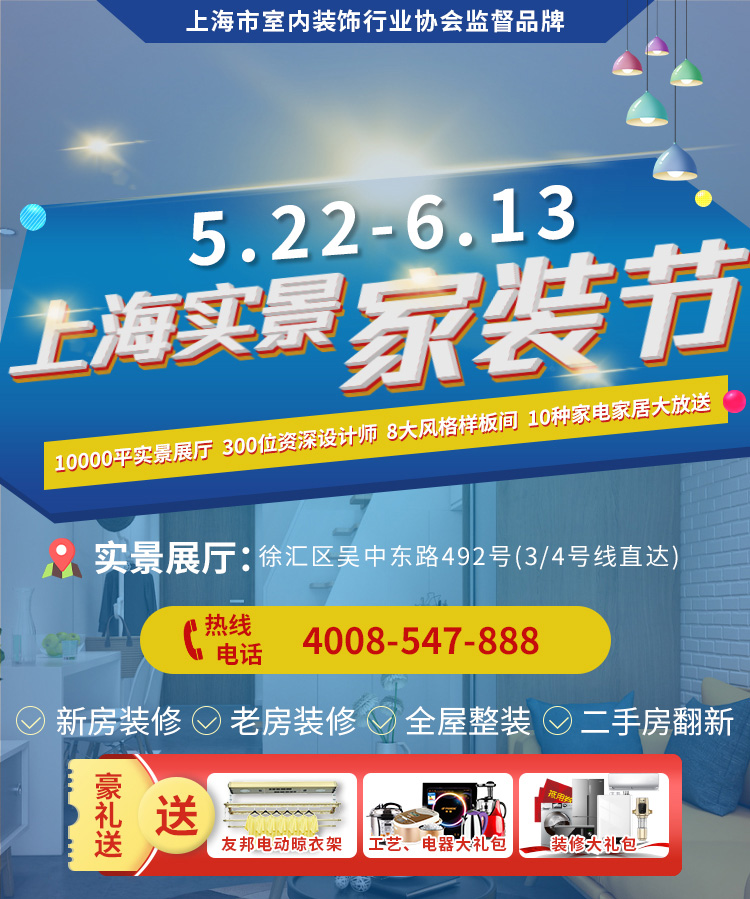 上海市室内装饰行业协会监督品牌
5.22-6.13
上海实景家装节
10000平实景展厅 300位资深设计师 8大风格样板间 10种家电家居大放送
实景展厅：徐汇区吴中东路492号(3/4号线直达)
热线
电话
4008-547-888
新房装修 老房装修 全屋整装 二手房翻新
豪礼送
送
抵用券
友邦电动晾衣架
工艺、电器大礼包
装修大礼包